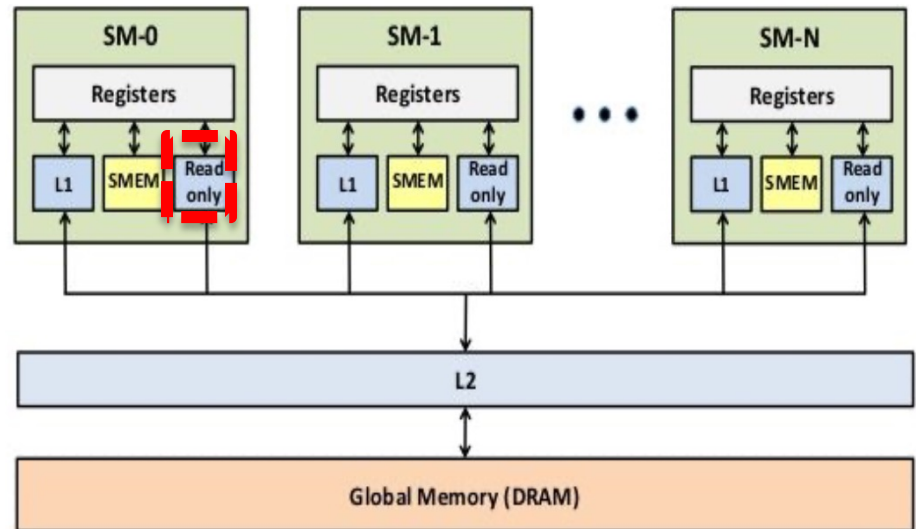 SM-0
Registers
L1
SMEM
Read
only
SM-1
Registers
L1
SMEM
Read
only
SM-N
Registers
L1
SMEM
Read
only
L2
Global Memory (DRAM)